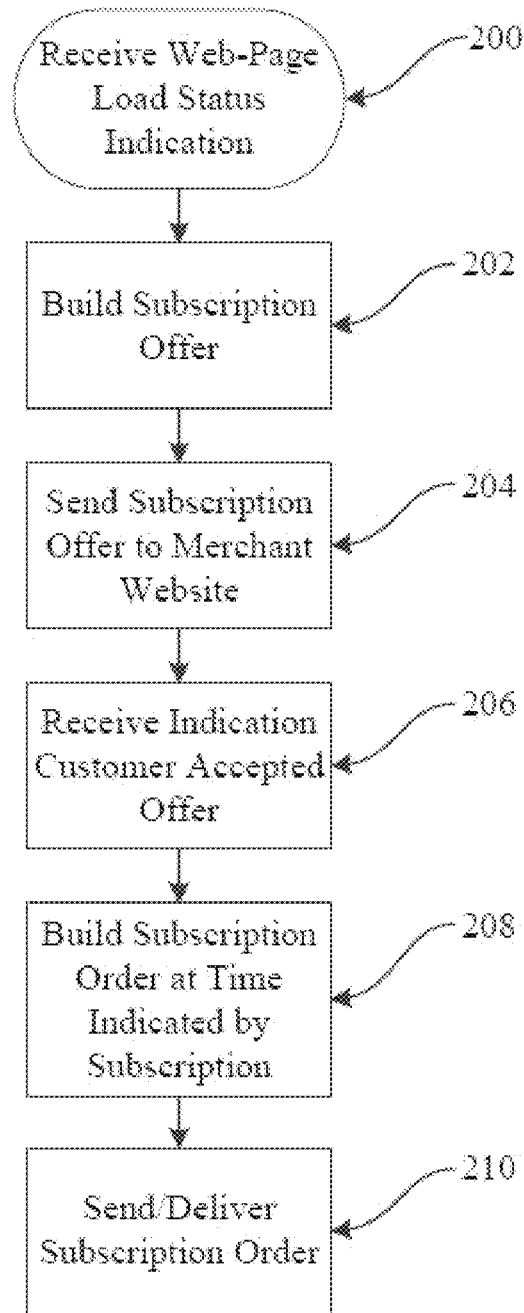 Receive Web-Page
Load Status
Indication
200
Build Subscription
Offer
202
Send Subscription
Offer to Merchant
Website
204
Receive Indication
Customer Accepted
Offer
206
Build Subscription
Order at Time
Indicated by
Subscription
208
Send/Deliver
Subscription Order
210